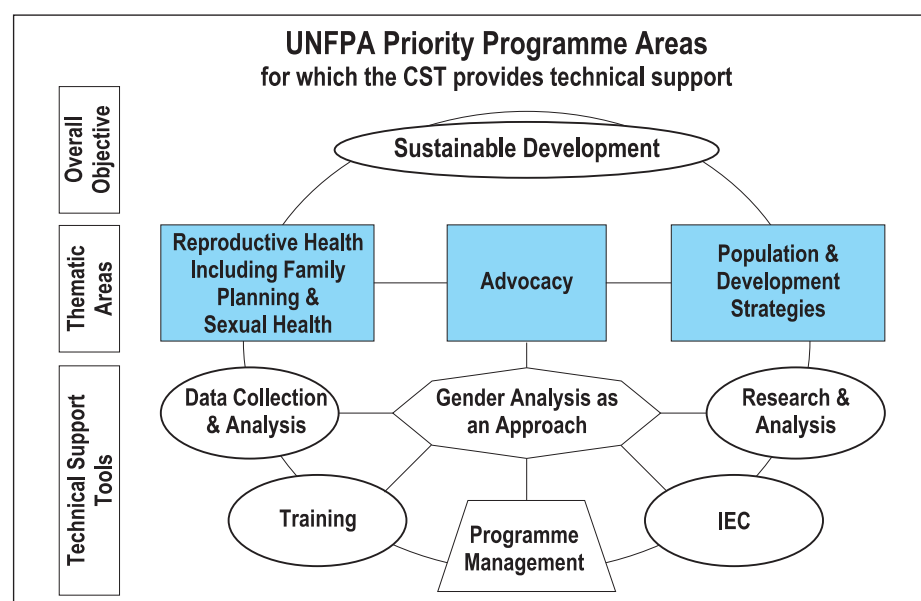 UNFPA Priority Programme Areas
for which the CST provides technical support
Overall
Objective
Sustainable Development
Thematic
Areas
Reproductive Health
Including Family
Planning &
Sexual Health
Advocacy
Population &
Development
Strategies
Technical Support
Tools
Data Collection
& Analysis
Gender Analysis as
an Approach
Research &
Analysis
Training
Programme
Management
IEC